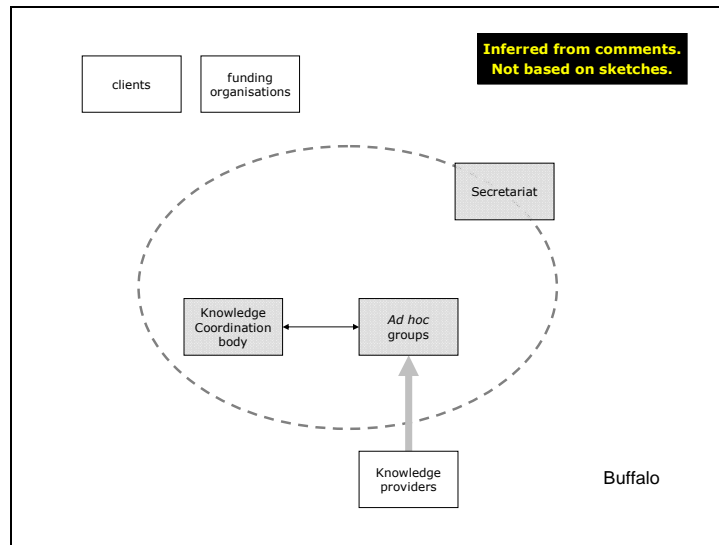 Inferred from comments.
Not based on sketches.
clients
funding
organisations
Secretariat
Knowledge
Coordination
body
Ad hoc
groups
Knowledge
providers
Buffalo